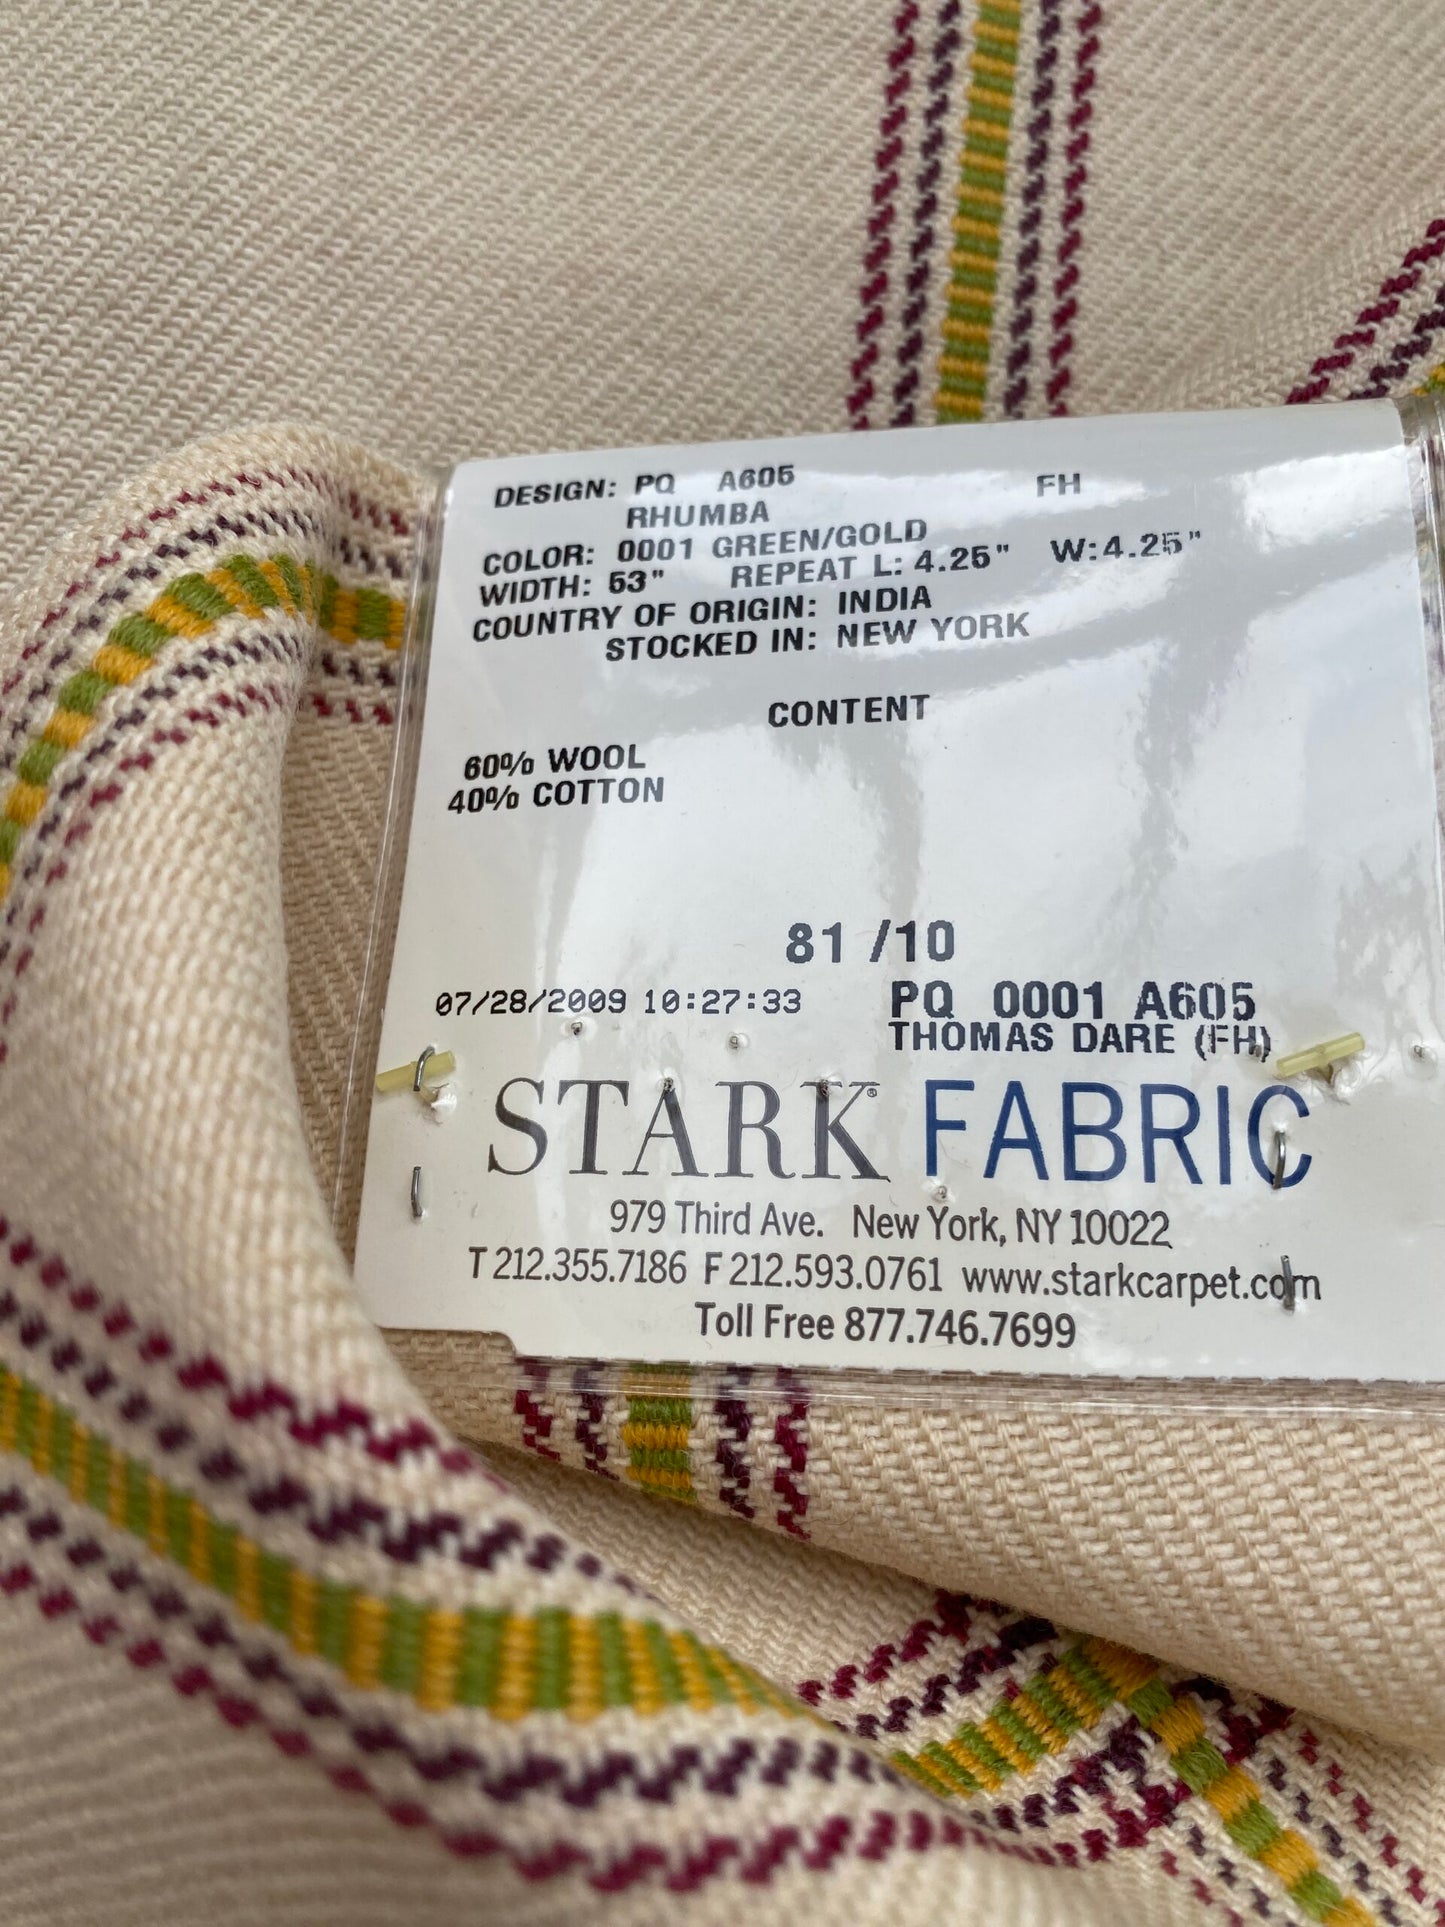 DESIGN: PQ A605 FH
RHUMBA
COLOR: 0001 GREEN/GOLD
WIDTH: 53" REPEAT L: 4.25" W:4.25"
COUNTRY OF ORIGIN: INDIA
STOCKED IN: NEW YORK
CONTENT
60% WOOL
40% COTTON
81 /10
07/28/2009 10:27:33 PQ 0001 A605
THOMAS DARE (FH)
STARK® FABRIC
979 Third Ave. New York, NY 10022
T 212.355.7186 F 212.593.0761 www.starkcarpet.com
Toll Free 877.746.7699